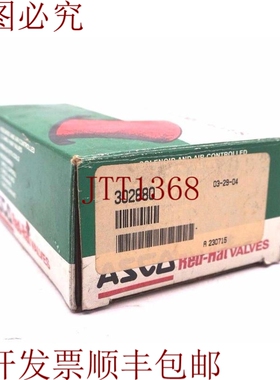 图必究
SOLENOID AND AIR CONTROLLED
03-29-04
302880
JTT1368
A 230715
ASCO Red-Hat VALVES
开发票顺丰包邮